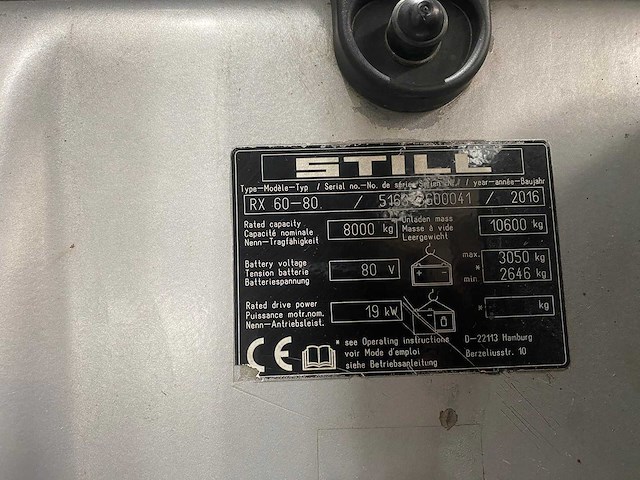 STILL
Type-Modèle-Typ / Serial no.-No. de série-Serien Nr. / year-année-Baujahr
RX 60-80. / 2016
Rated capacity
Capacité nominale
Nenn-Tragfähigkeit
8000 kg
Unladen mass
Masse à vide
Leergewicht
10600 kg
Battery voltage
Tension batterie
Batteriespannung
80 V
max. 3050 kg
*
min. 2646 kg
Rated drive power
Puissance motr.nom.
Nenn-Antriebsleist.
19 kW
* kg
* see Operating instructions
voir Mode d'emploi
siehe Betriebsanleitung
D-22113 Hamburg
Berzeliusstr. 10
CE